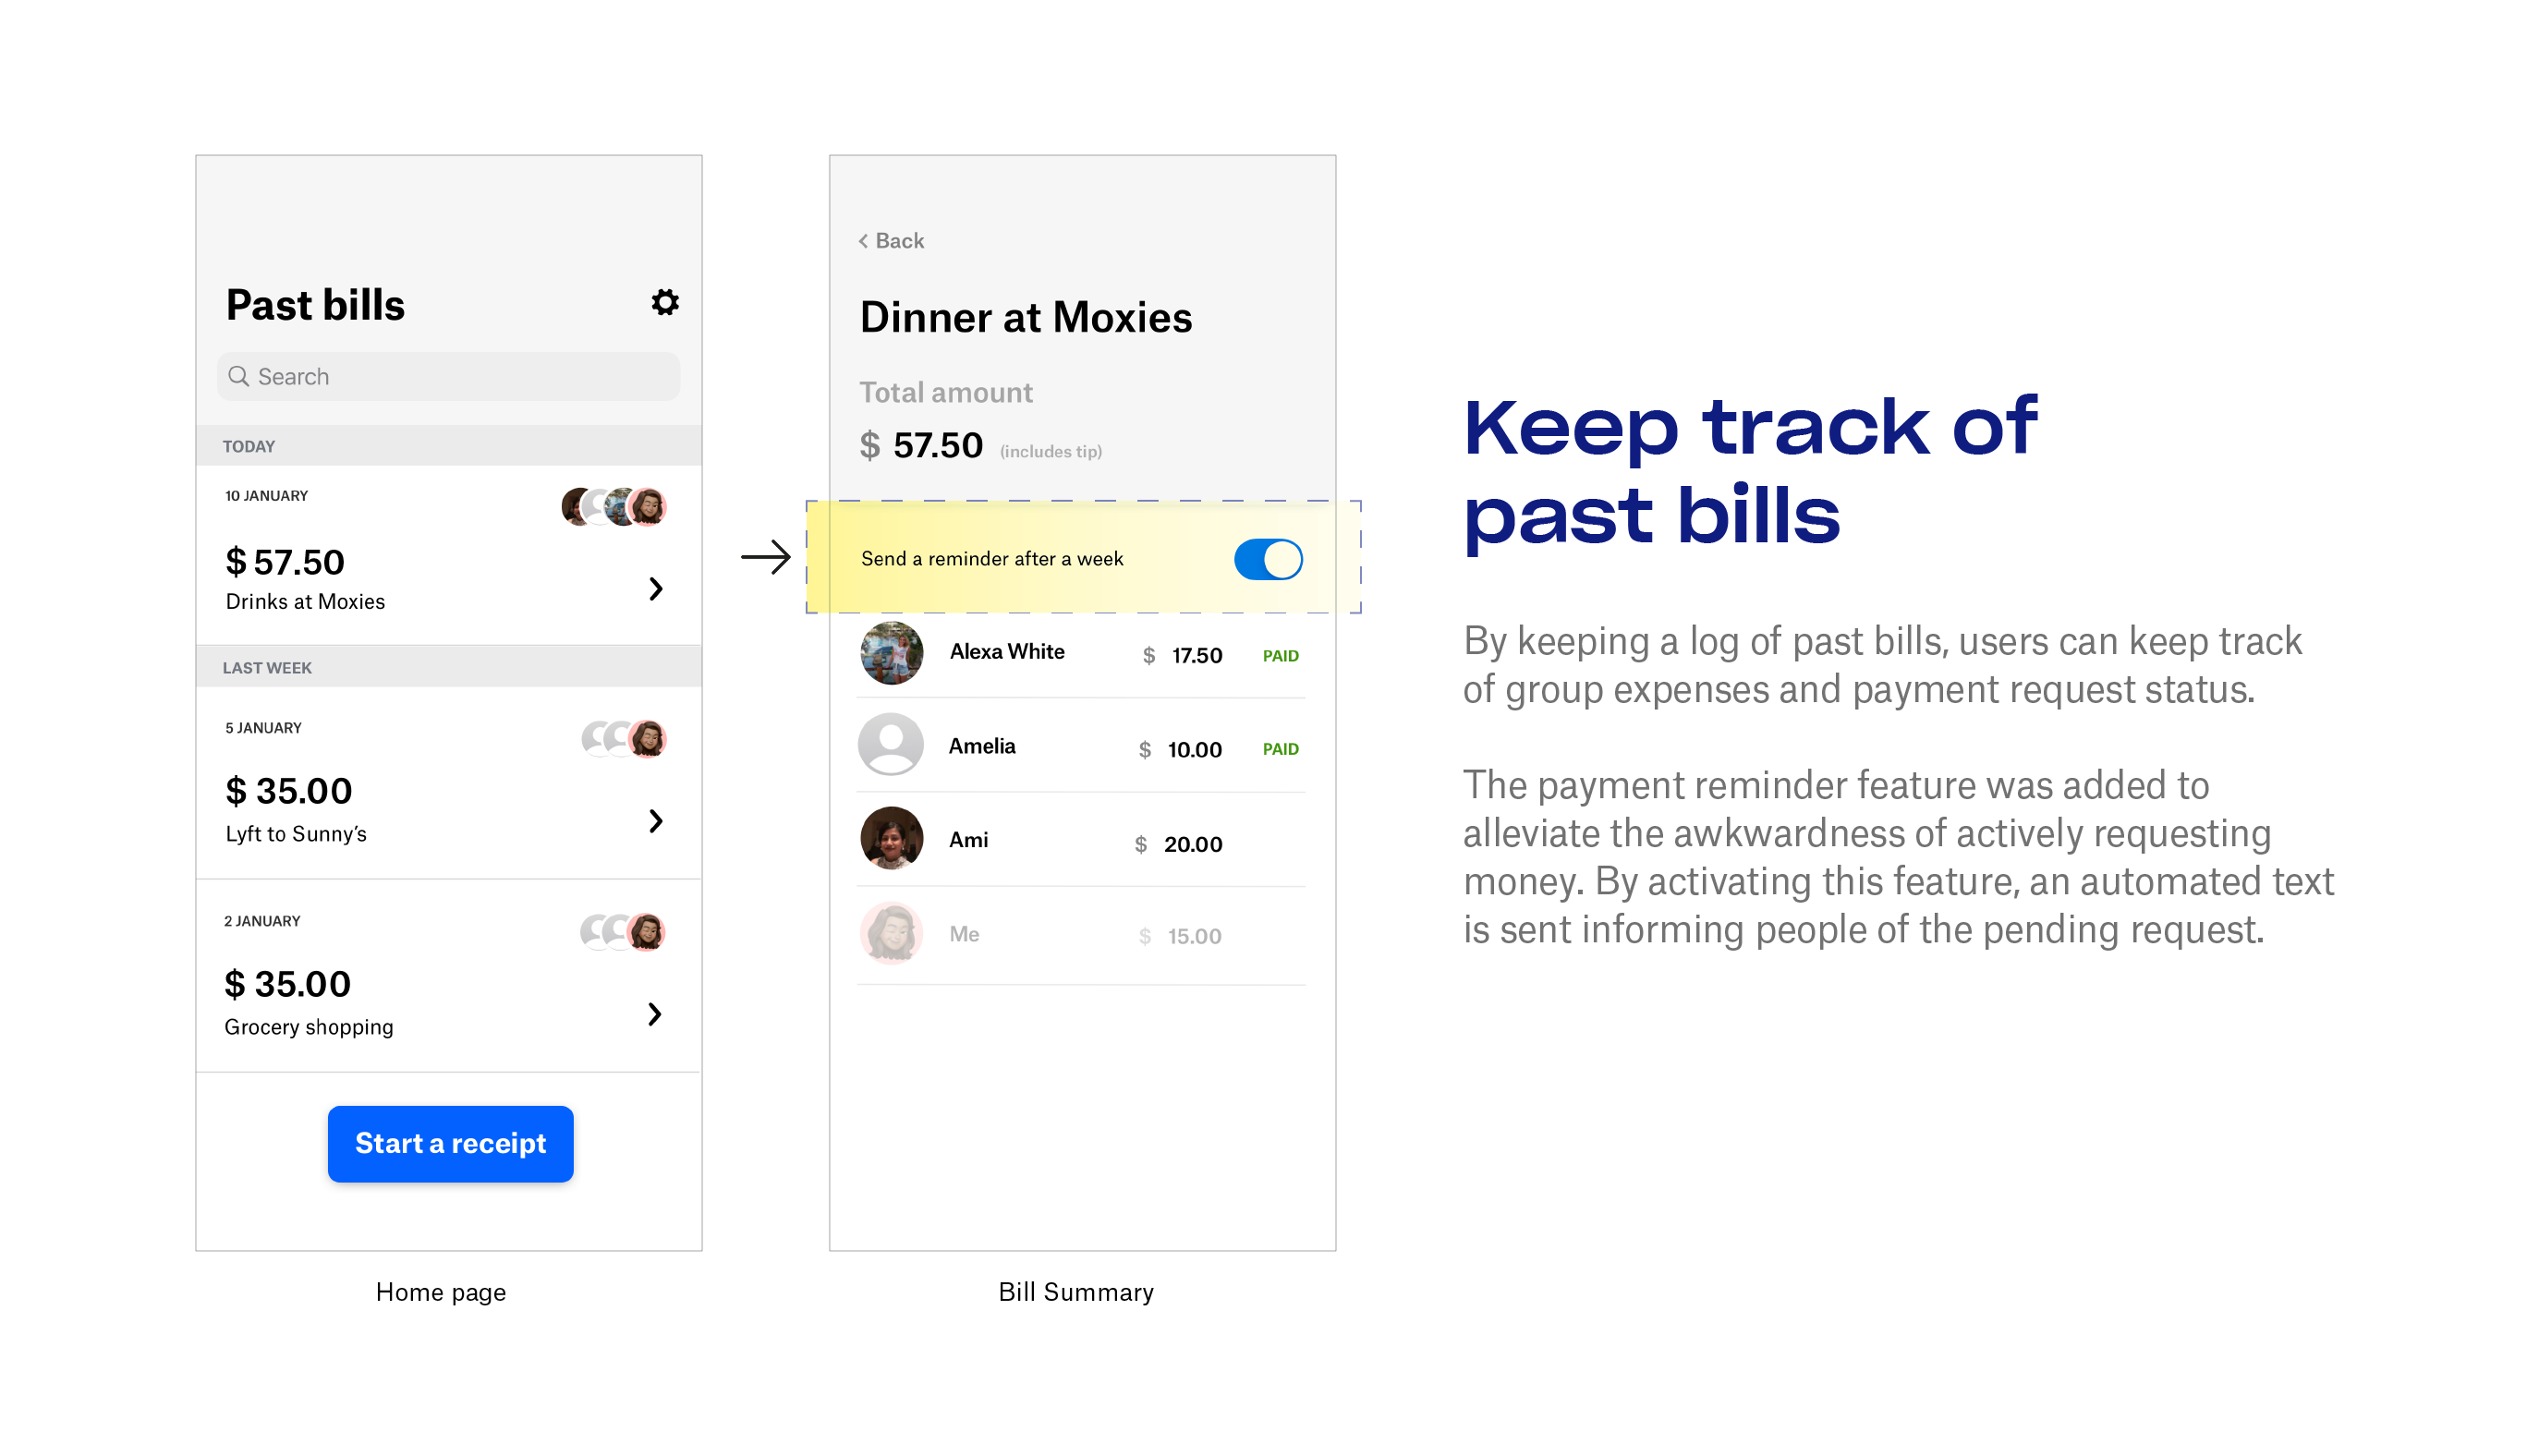 Past bills
Search
TODAY
10 JANUARY
$ 57.50
Drinks at Moxies
LAST WEEK
5 JANUARY
$ 35.00
Lyft to Sunny’s
2 JANUARY
$ 35.00
Grocery shopping
Start a receipt
Home page
Back
Dinner at Moxies
Total amount
$ 57.50 (includes tip)
Send a reminder after a week
Alexa White $ 17.50 PAID
Amelia $ 10.00 PAID
Ami $ 20.00
Me $ 15.00
Bill Summary
Keep track of
past bills
By keeping a log of past bills, users can keep track
of group expenses and payment request status.
The payment reminder feature was added to
alleviate the awkwardness of actively requesting
money. By activating this feature, an automated text
is sent informing people of the pending request.